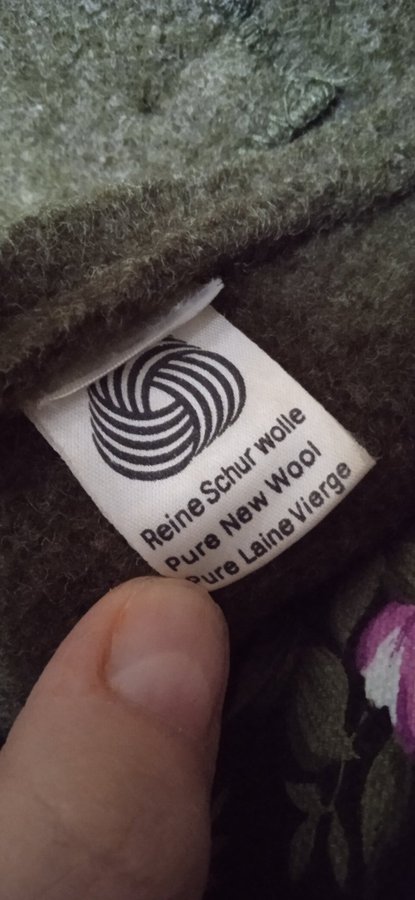 Reine Schur wolle
Pure New Wool
Pure Laine Vierge